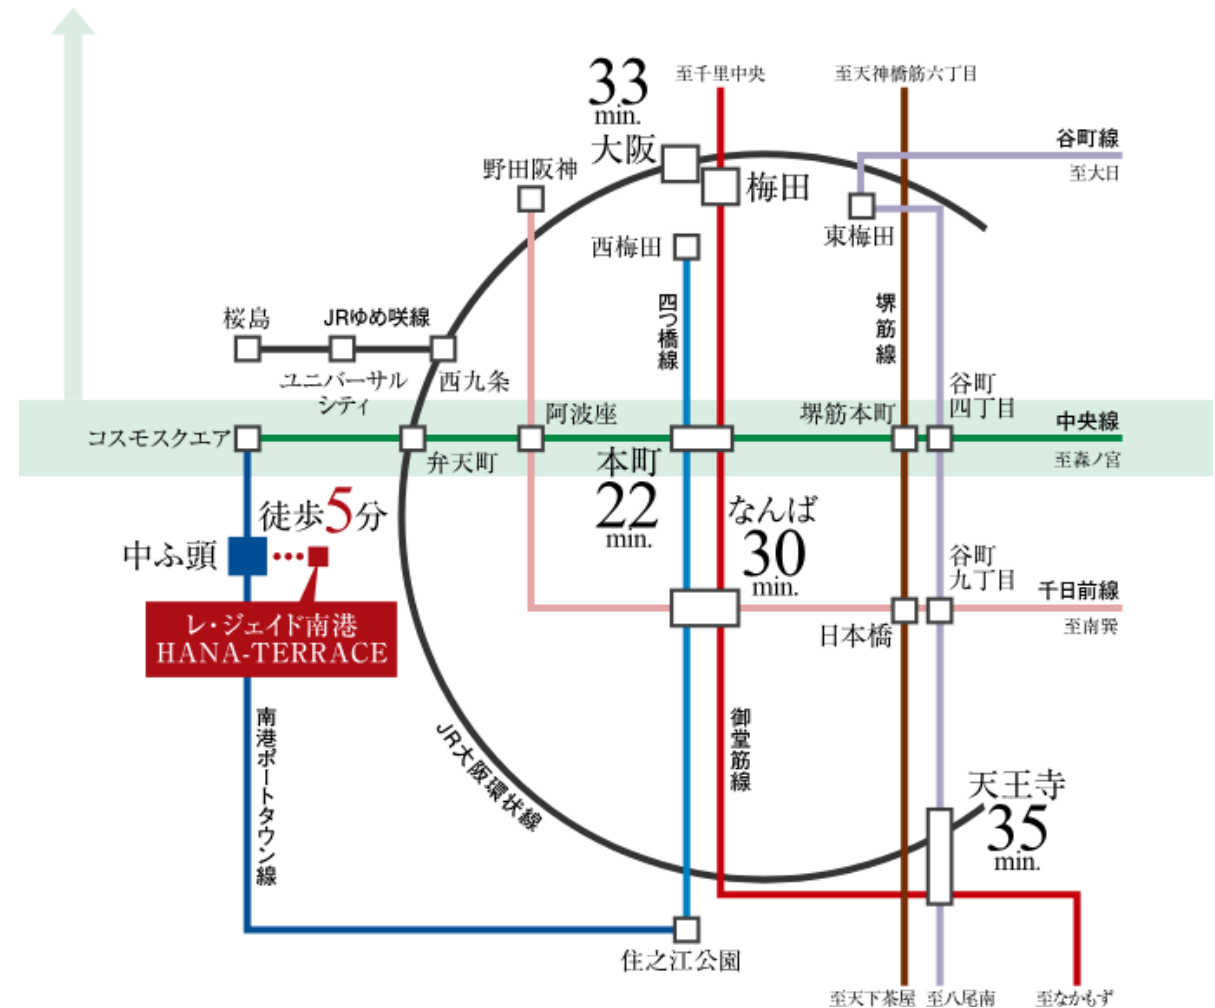 33
min.
至千里中央
至天神橋筋六丁目
大阪
谷町線
野田阪神
至大日
梅田
西梅田
東梅田
四つ橋線
堺筋線
桜島
JRゆめ咲線
ユニバーサル
シティ
西九条
谷町
四丁目
阿波座
堺筋本町
中央線
コスモスクエア
弁天町
本町
至森ノ宮
22
min.
徒歩5分
なんば
30
min.
中ふ頭
谷町
九丁目
千日前線
レ・ジェイド南港
HANA-TERRACE
日本橋
至南巽
南港ポートタウン線
JR大阪環状線
御堂筋線
天王寺
35
min.
住之江公園
至天下茶屋
至八尾南
至なかもず